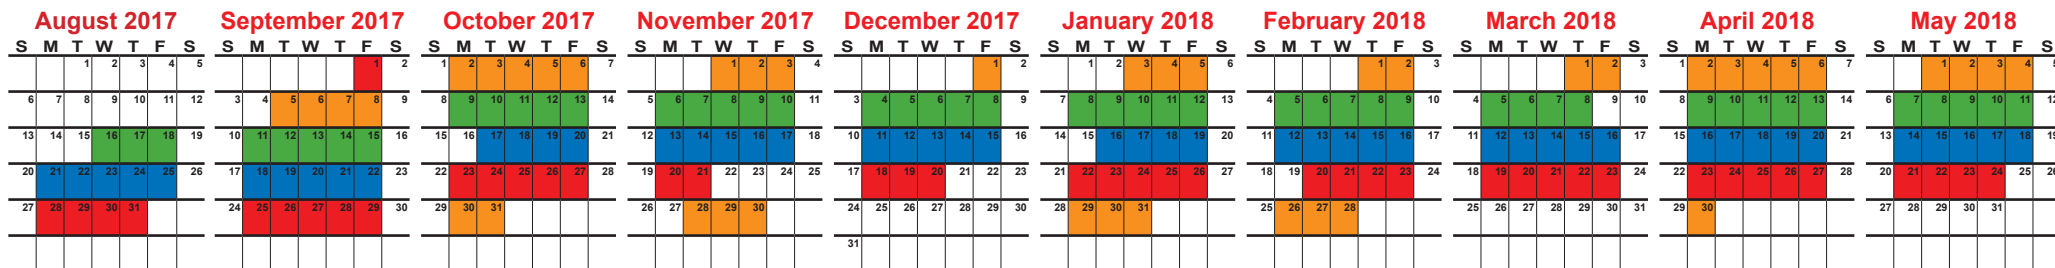 August 2017 September 2017 October 2017 November 2017 December 2017 January 2018 February 2018 March 2018 April 2018 May 2018
S M T W T F S S M T W T F S S M T W T F S S M T W T F S S M T W T F S S M T W T F S S M T W T F S S M T W T F S S M T W T F S S M T W T F S
1 2 3 4 5 1 2 1 2 3 4 5 6 7 1 2 3 4 1 2 1 2 3 4 5 6 1 2 3 1 2 3 1 2 3 4 5 6 7 1 2 3 4 5
6 7 8 9 10 11 12 3 4 5 6 7 8 9 8 9 10 11 12 13 14 5 6 7 8 9 10 11 3 4 5 6 7 8 9 7 8 9 10 11 12 13 4 5 6 7 8 9 10 4 5 6 7 8 9 10 8 9 10 11 12 13 14 6 7 8 9 10 11 12
13 14 15 16 17 18 19 10 11 12 13 14 15 16 15 16 17 18 19 20 21 12 13 14 15 16 17 18 10 11 12 13 14 15 16 14 15 16 17 18 19 20 11 12 13 14 15 16 17 11 12 13 14 15 16 17 15 16 17 18 19 20 21 13 14 15 16 17 18 19
20 21 22 23 24 25 26 17 18 19 20 21 22 23 22 23 24 25 26 27 28 19 20 21 22 23 24 25 17 18 19 20 21 22 23 21 22 23 24 25 26 27 18 19 20 21 22 23 24 18 19 20 21 22 23 24 22 23 24 25 26 27 28 20 21 22 23 24 25 26
27 28 29 30 31 24 25 26 27 28 29 30 29 30 31 26 27 28 29 30 24 25 26 27 28 29 30 28 29 30 31 25 26 27 28 25 26 27 28 29 30 31 29 30 27 28 29 30 31
31